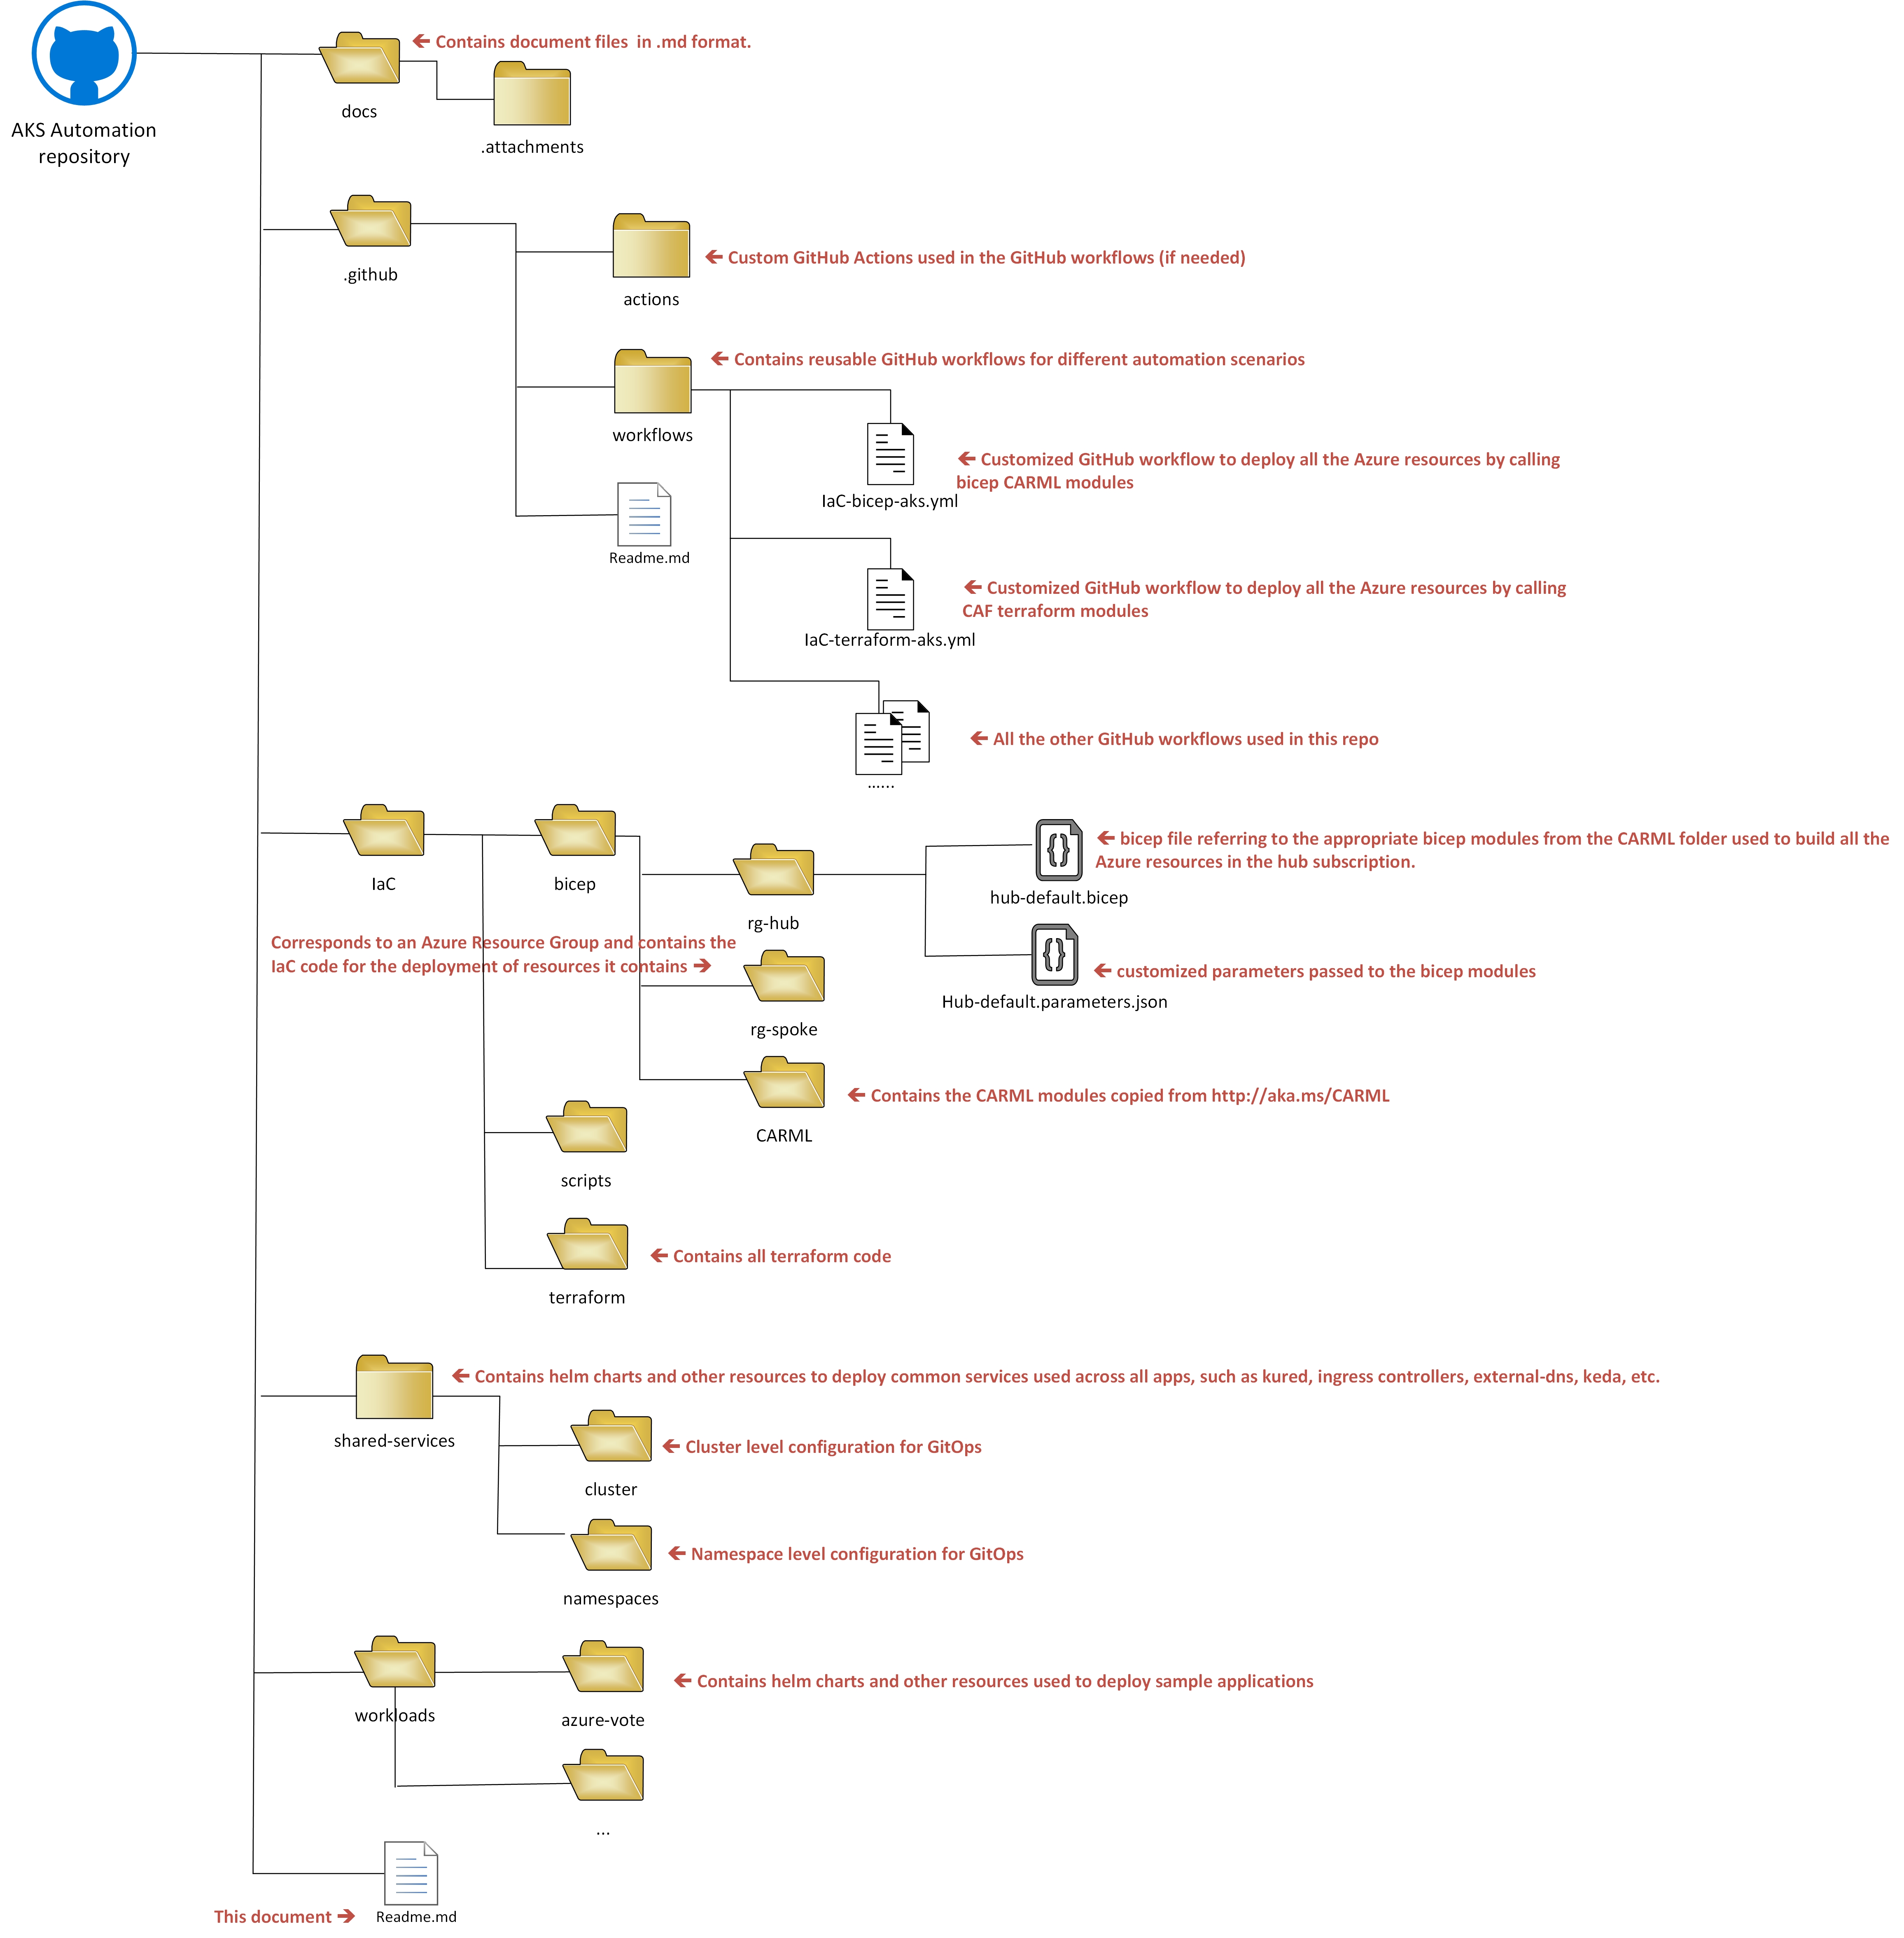 AKS Automation
repository
← Contains document files  in .md format.
docs
.attachments
.github
← Custom GitHub Actions used in the GitHub workflows (if needed)
actions
← Contains reusable GitHub workflows for different automation scenarios
workflows
← Customized GitHub workflow to deploy all the Azure resources by calling
bicep CARML modules
IaC-bicep-aks.yml
Readme.md
← Customized GitHub workflow to deploy all the Azure resources by calling
CAF terraform modules
IaC-terraform-aks.yml
← All the other GitHub workflows used in this repo
......
IaC
bicep
rg-hub
← bicep file referring to the appropriate bicep modules from the CARML folder used to build all the
Azure resources in the hub subscription.
hub-default.bicep
Corresponds to an Azure Resource Group and contains the
IaC code for the deployment of resources it contains →
← customized parameters passed to the bicep modules
Hub-default.parameters.json
rg-spoke
← Contains the CARML modules copied from http://aka.ms/CARML
CARML
scripts
← Contains all terraform code
terraform
← Contains helm charts and other resources to deploy common services used across all apps, such as kured, ingress controllers, external-dns, keda, etc.
shared-services
← Cluster level configuration for GitOps
cluster
← Namespace level configuration for GitOps
namespaces
← Contains helm charts and other resources used to deploy sample applications
workloads
azure-vote
...
This document →
Readme.md